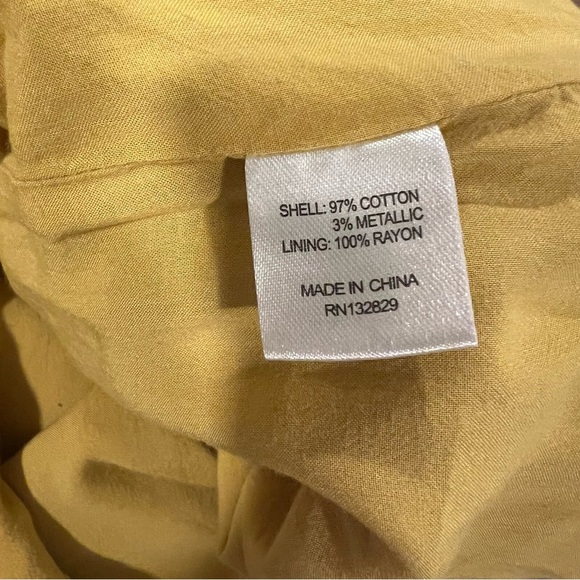 SHELL: 97% COTTON
3% METALLIC
LINING: 100% RAYON
MADE IN CHINA
RN132829